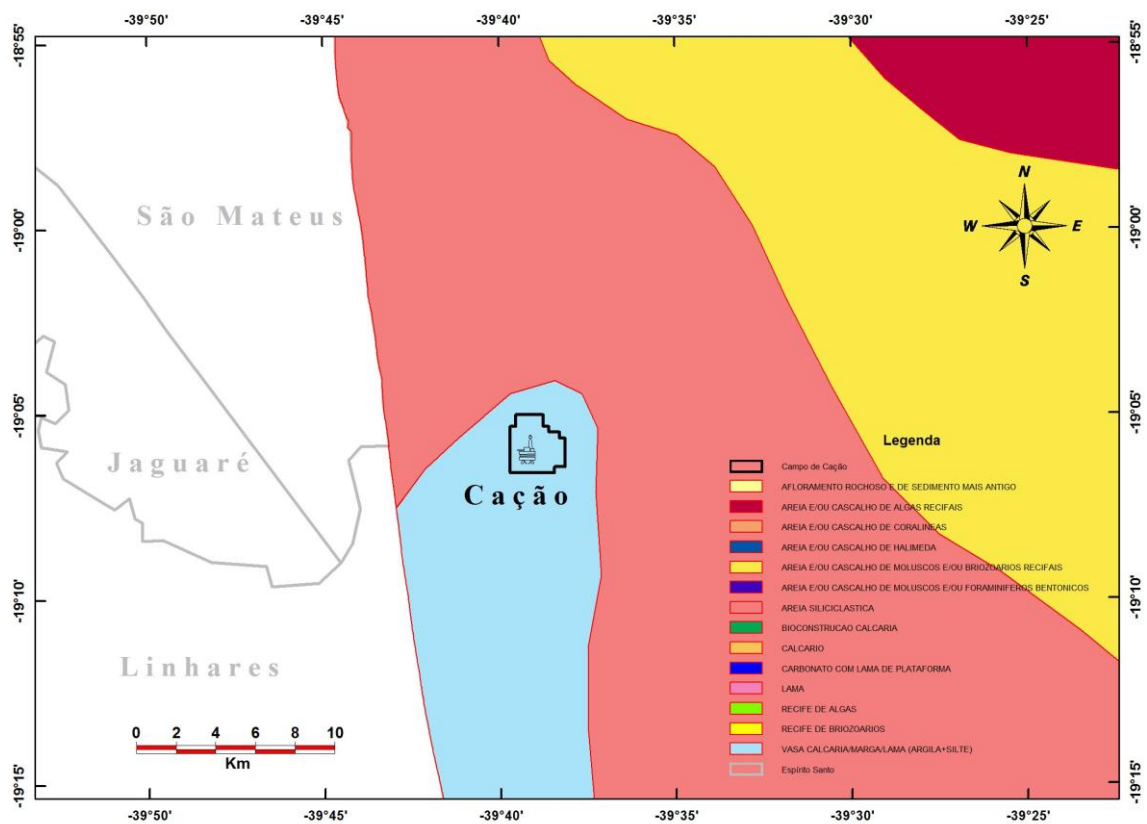 -39°50' -39°45' -39°40' -39°35' -39°30' -39°25'
-18°55' -18°55'
N
São Mateus
W E
-19°00' -19°00'
S
-19°05' -19°05'
Legenda
Jaguaré
Campo de Cação
Cação
AFLORAMENTO ROCHOSO E DE SEDIMENTO MAIS ANTIGO
AREIA E/OU CASCALHO DE ALGAS RECIFAIS
AREIA E/OU CASCALHO DE CORALINEAS
AREIA E/OU CASCALHO DE HALIMEDA
AREIA E/OU CASCALHO DE MOLUSCOS E/OU BRIOZOARIOS RECIFAIS
AREIA E/OU CASCALHO DE MOLUSCOS E/OU FORAMINIFEROS BENTONICOS
-19°10' -19°10'
AREIA SILICICLASTICA
BIOCONSTRUCAO CALCARIA
CALCARIO
Linhares
CARBONATO COM LAMA DE PLATAFORMA
LAMA
RECIFE DE ALGAS
RECIFE DE BRIOZOARIOS
VASA CALCARIA/MARGA/LAMA (ARGILA+SILTE)
Espírito Santo
0 2 4 6 8 10
Km
-19°15' -19°15'
-39°50' -39°45' -39°40' -39°35' -39°30' -39°25'